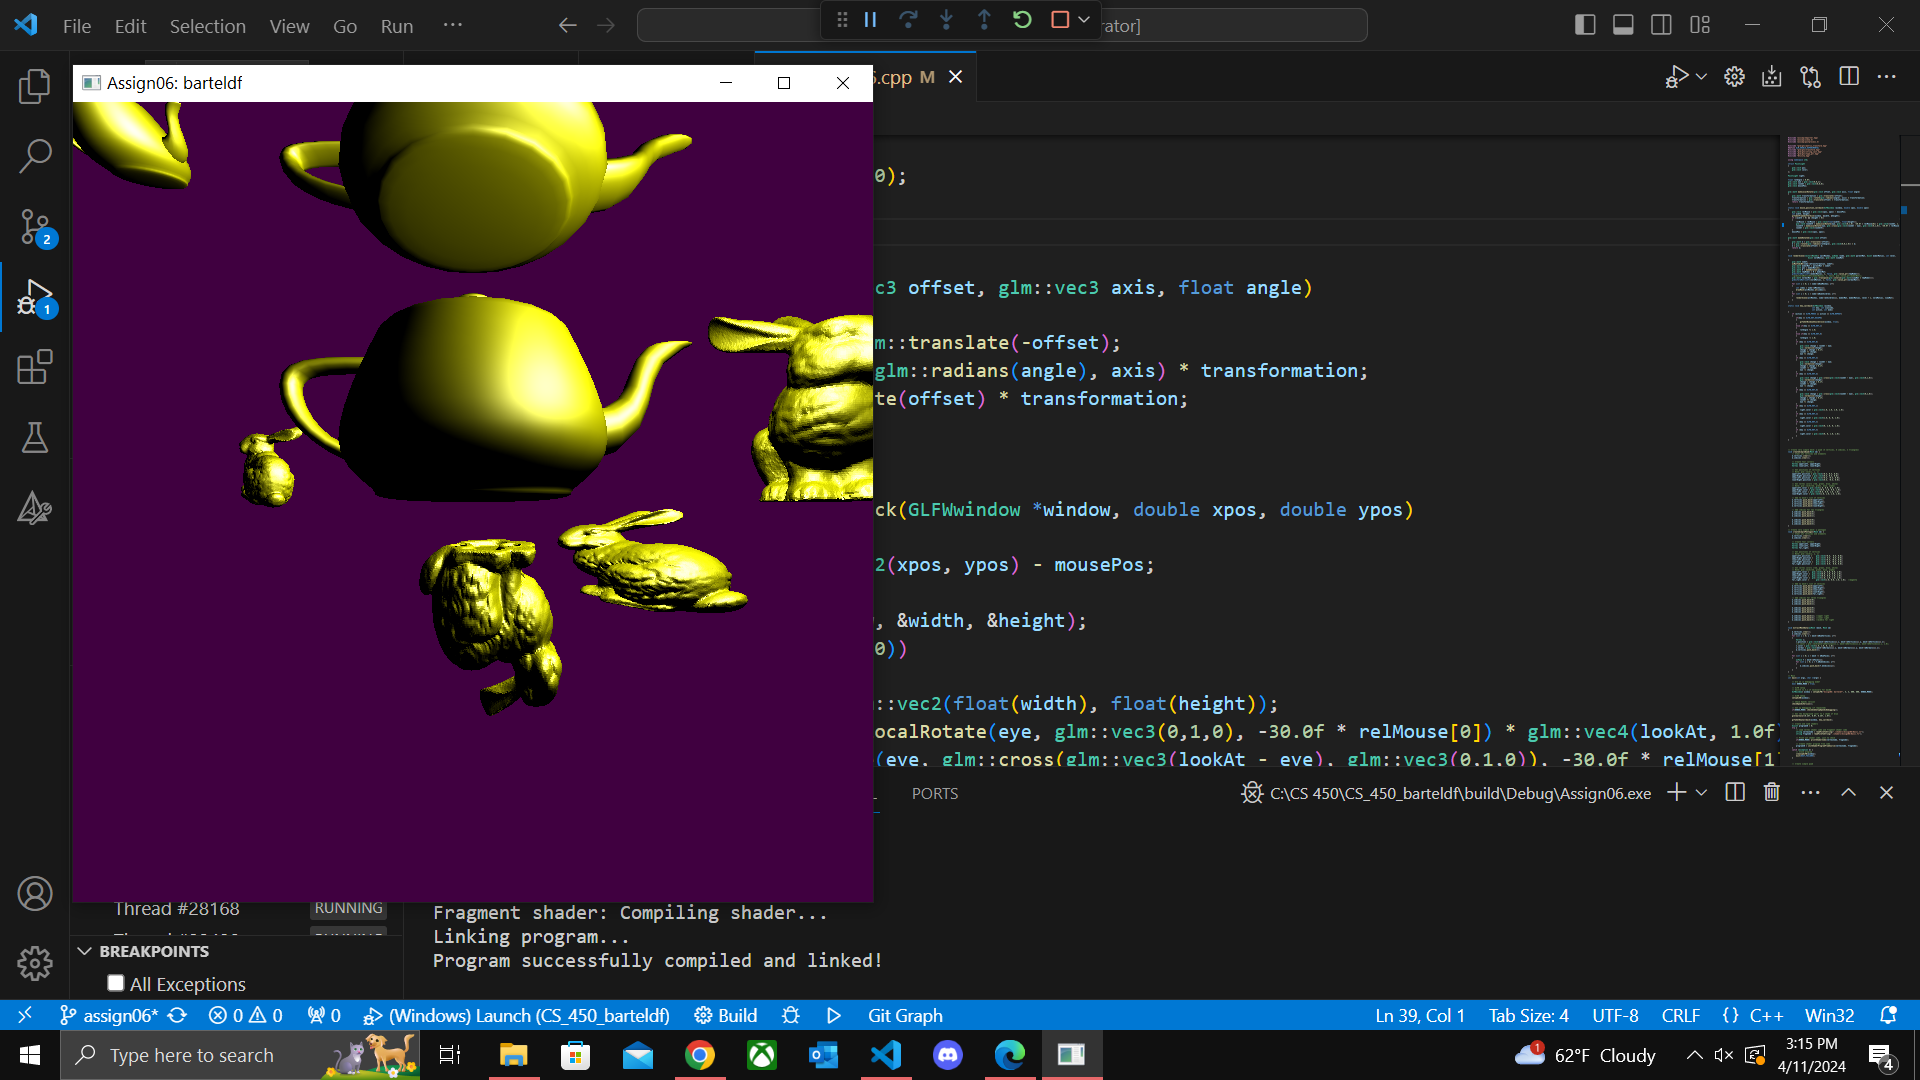 File Edit Selection View Go Run ...
rator]
Assign06: barteldf
.cpp M
0);
c3 offset, glm::vec3 axis, float angle)
m::translate(-offset);
glm::radians(angle), axis) * transformation;
te(offset) * transformation;
ck(GLFWwindow *window, double xpos, double ypos)
2(xpos, ypos) - mousePos;
, &width, &height);
0))
::vec2(float(width), float(height));
ocalRotate(eye, glm::vec3(0,1,0), -30.0f * relMouse[0]) * glm::vec4(lookAt, 1.0f)
(eye, glm::cross(glm::vec3(lookAt - eye), glm::vec3(0,1,0)), -30.0f * relMouse[1
2
1
PORTS
C:\CS 450\CS_450_barteldf\build\Debug\Assign06.exe
Thread #28168 RUNNING
Fragment shader: Compiling shader...
Linking program...
Program successfully compiled and linked!
BREAKPOINTS
All Exceptions
assign06* 0 0 0 (Windows) Launch (CS_450_barteldf) Build Git Graph
Ln 39, Col 1 Tab Size: 4 UTF-8 CRLF {} C++ Win32
Type here to search
1 62°F Cloudy
3:15 PM
4/11/2024
4